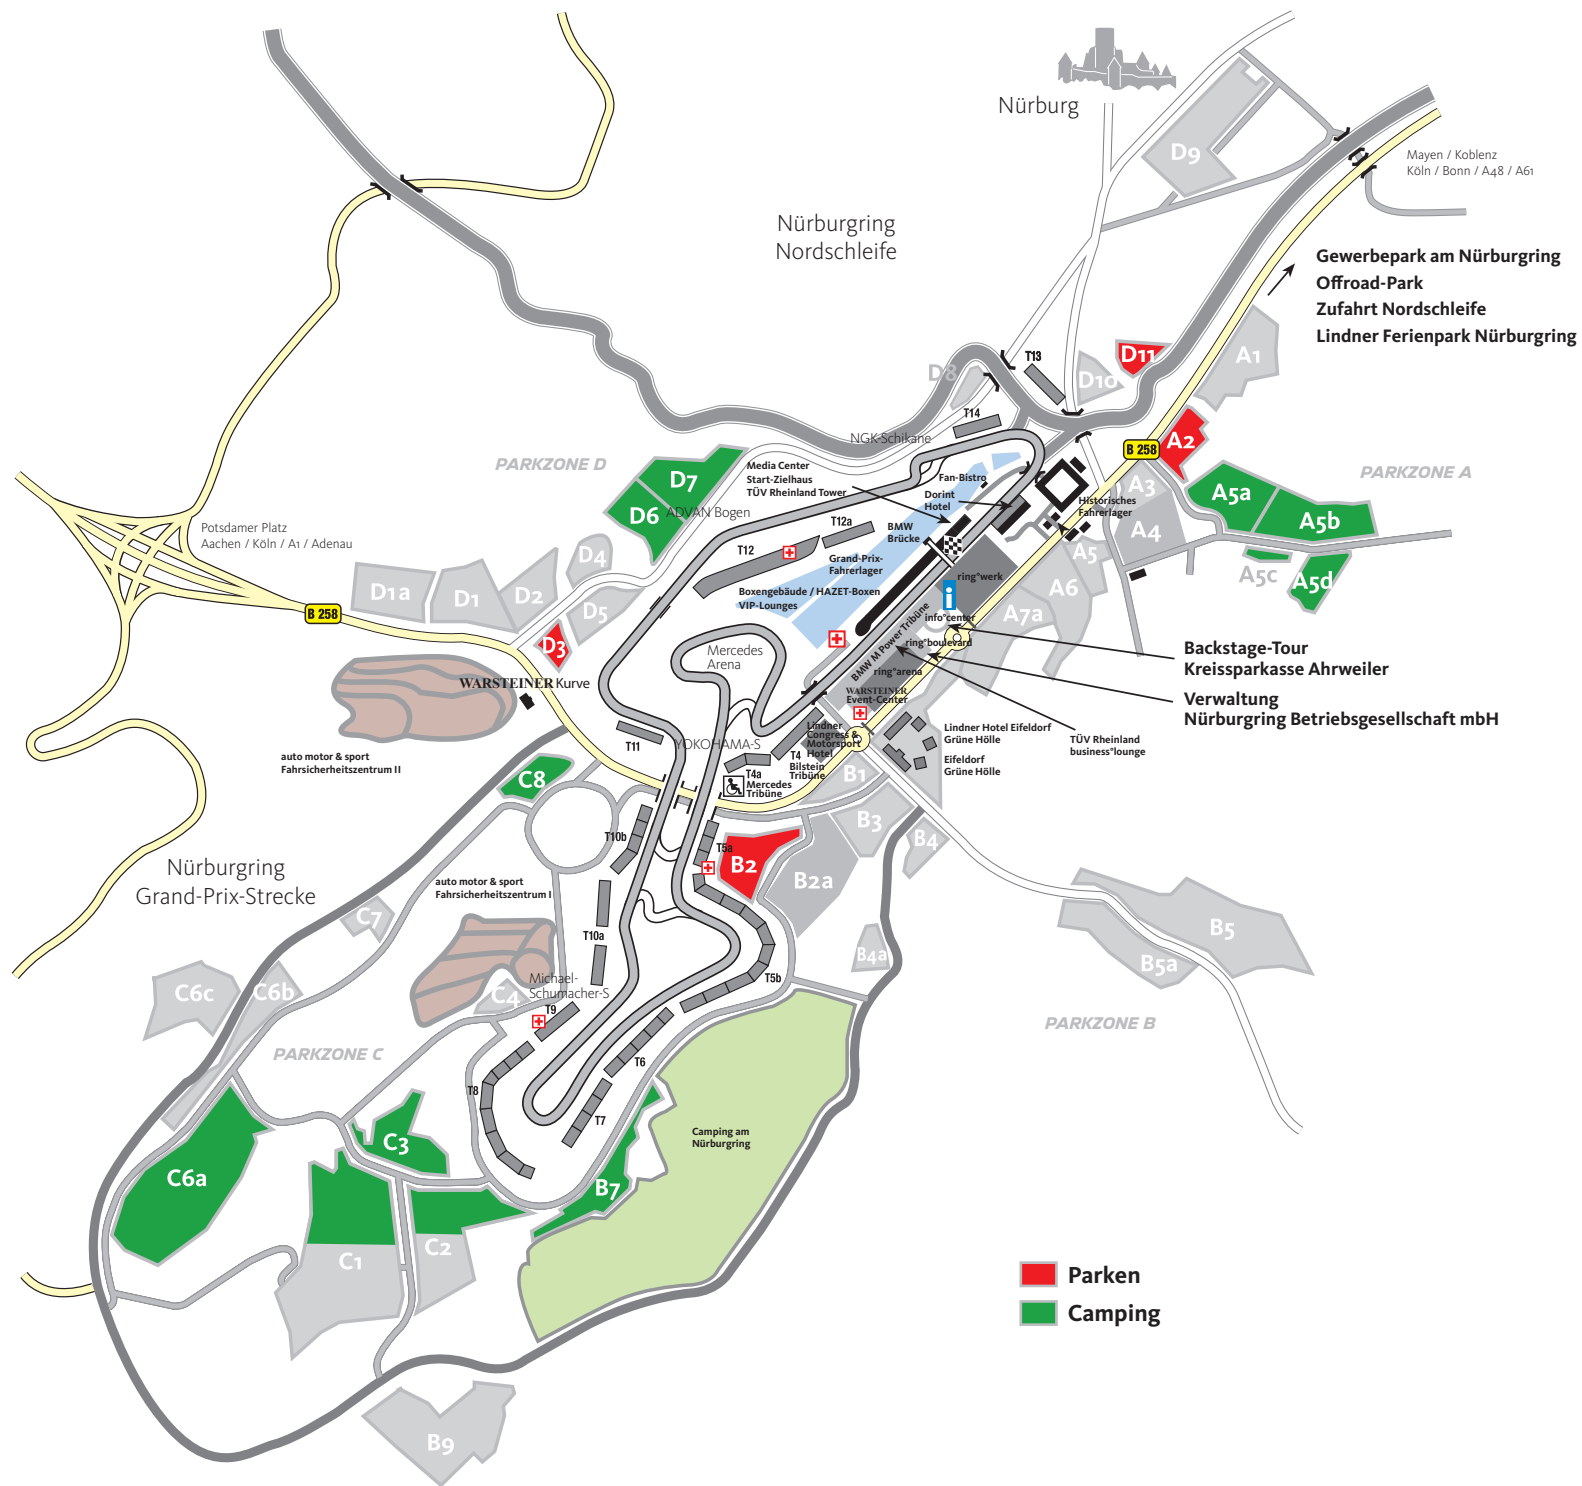 Nürburg
D9
Mayen / Koblenz
Köln / Bonn / A48 / A61
Nürburgring
Nordschleife
Gewerbepark am Nürburgring
Offroad-Park
Zufahrt Nordschleife
Lindner Ferienpark Nürburgring
D11
T13
A1
D8
D10
T14
NGK-Schikane
B 258
A2
PARKZONE D
PARKZONE A
D7
Media Center
Start-Zielhaus
TÜV Rheinland Tower
Fan-Bistro
Dorint
Hotel
A3
A5a
Historisches
Fahrerlager
D6
ADVAN Bogen
T12a
BMW
Brücke
A4
A5b
Potsdamer Platz
Aachen / Köln / A1 / Adenau
D4
T12
Grand-Prix-
Fahrerlager
A5
A5c
A5d
ring°werk
D1a
D1
D2
D5
Boxengebäude / HAZET-Boxen
VIP-Lounges
A6
A7a
B 258
info°center
BMW M Power Tribüne
ring°boulevard
D3
Mercedes
Arena
ring°arena
Backstage-Tour
Kreissparkasse Ahrweiler
WARSTEINER Kurve
WARSTEINER
Event-Center
Verwaltung
Nürburgring Betriebsgesellschaft mbH
Lindner
Congress &
Motorsport
Hotel
Lindner Hotel Eifeldorf
Grüne Hölle
TÜV Rheinland
business°lounge
T11
YOKOHAMA-S
T4
Bilstein
Tribüne
Eifeldorf
Grüne Hölle
auto motor & sport
Fahrsicherheitszentrum II
C8
T4a
Mercedes
Tribüne
B1
B3
B4
T10b
T5a
B2
B2a
Nürburgring
Grand-Prix-Strecke
auto motor & sport
Fahrsicherheitszentrum I
C7
T10a
B4a
B5
B5a
C6c
C6b
C4
Michael-
Schumacher-S
T5b
T9
PARKZONE B
PARKZONE C
T6
T8
T7
C3
Camping am
Nürburgring
C6a
B7
C1
C2
Parken
Camping
B9